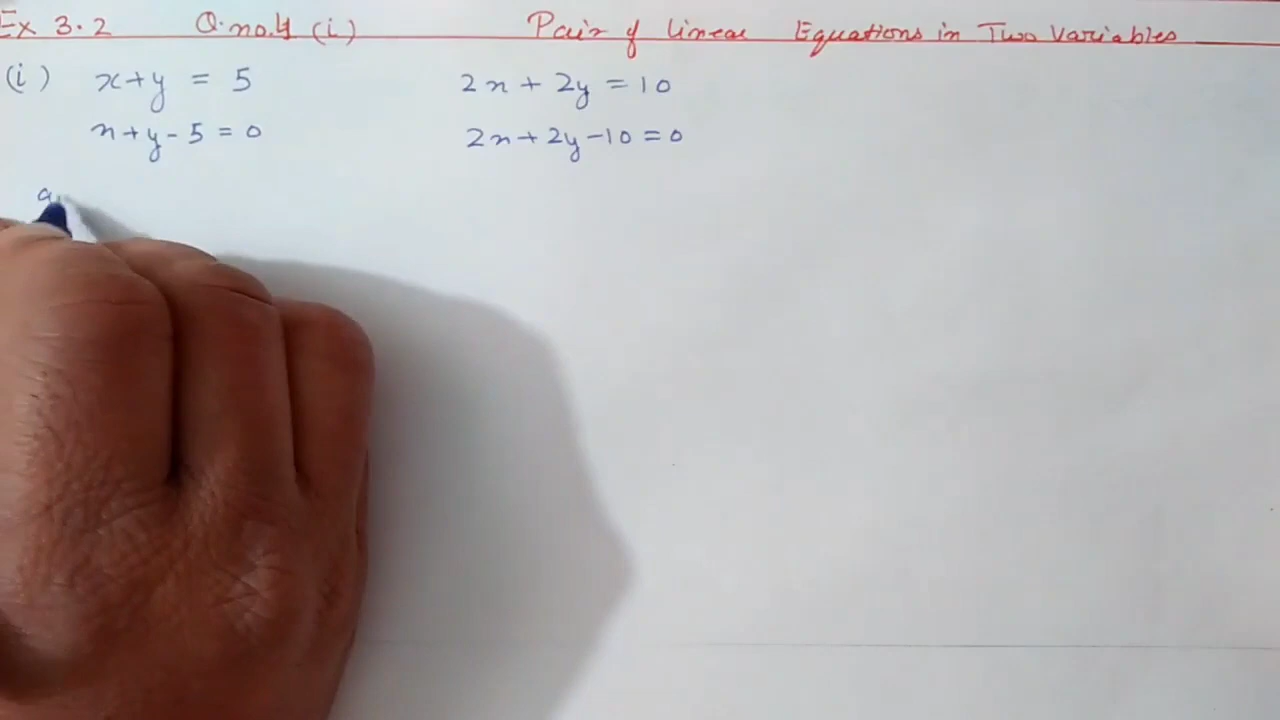 Ex 3.2 Q.no.4 (i) Pair of linear Equations in Two Variables
(i) x+y = 5 2x + 2y = 10
x+y-5 = 0 2x+2y-10 = 0
a